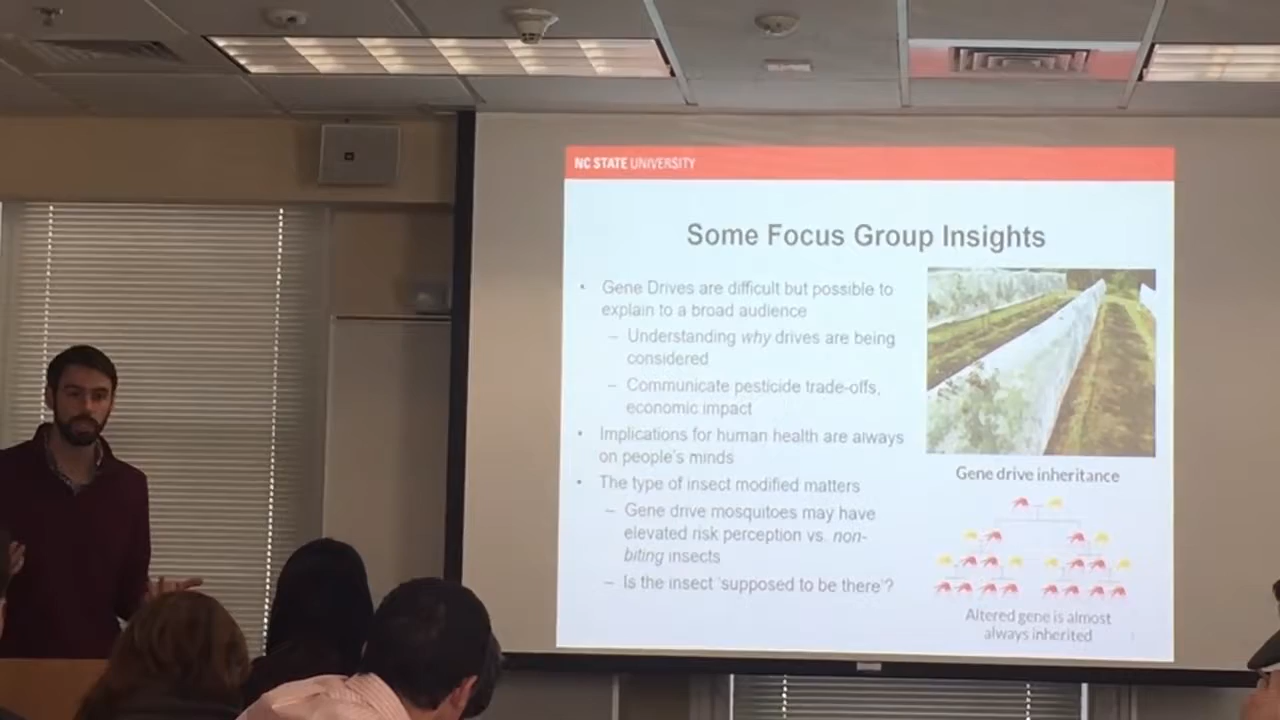 NC STATE UNIVERSITY
Some Focus Group Insights
• Gene Drives are difficult but possible to
explain to a broad audience
– Understanding why drives are being
considered
– Communicate pesticide trade-offs,
economic impact
• Implications for human health are always
on people's minds
• The type of insect modified matters
– Gene drive mosquitoes may have
elevated risk perception vs. non-
biting insects
– Is the insect 'supposed to be there'?
Gene drive inheritance
Altered gene is almost
always inherited